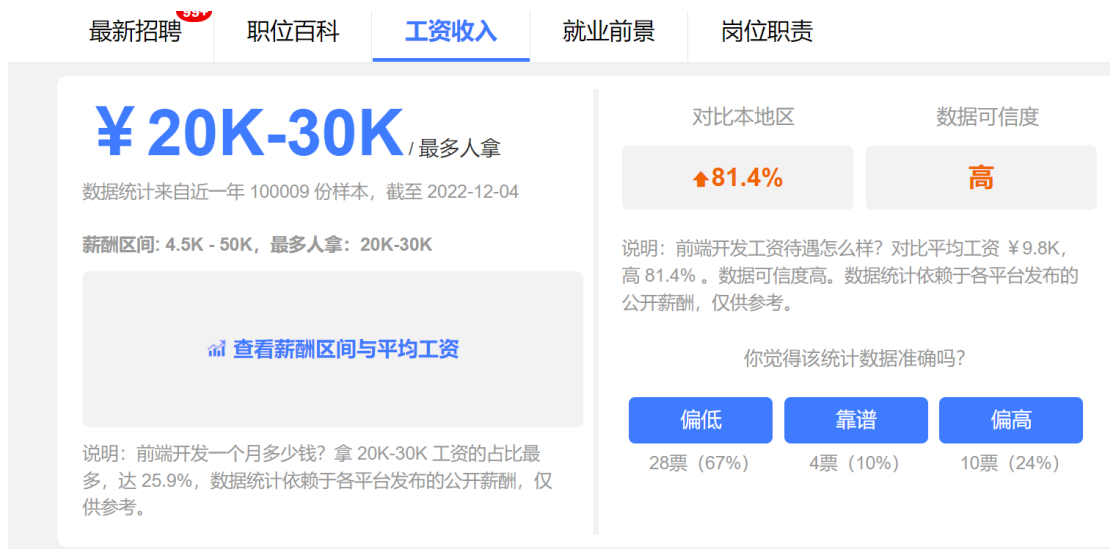 99+
最新招聘 职位百科 工资收入 就业前景 岗位职责
¥ 20K-30K / 最多人拿
数据统计来自近一年 100009 份样本，截至 2022-12-04
薪酬区间: 4.5K - 50K，最多人拿：20K-30K
查看薪酬区间与平均工资
说明：前端开发一个月多少钱？拿 20K-30K 工资的占比最
多，达 25.9%，数据统计依赖于各平台发布的公开薪酬，仅
供参考。
对比本地区 数据可信度
81.4% 高
说明：前端开发工资待遇怎么样？对比平均工资 ¥9.8K，
高 81.4% 。数据可信度高。数据统计依赖于各平台发布的
公开薪酬，仅供参考。
你觉得该统计数据准确吗？
偏低 靠谱 偏高
28票（67%） 4票（10%） 10票（24%）